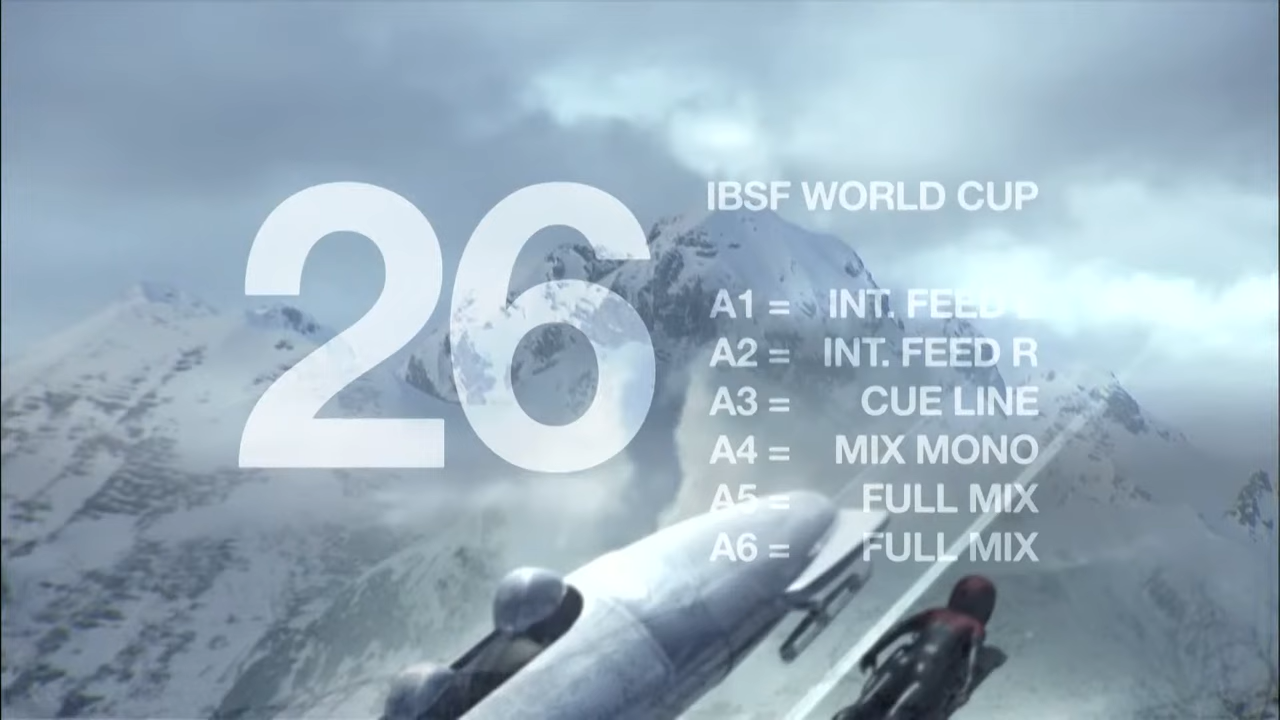 26
IBSF WORLD CUP
A1 = INT. FEED L
A2 = INT. FEED R
A3 = CUE LINE
A4 = MIX MONO
A5 = FULL MIX
A6 = FULL MIX